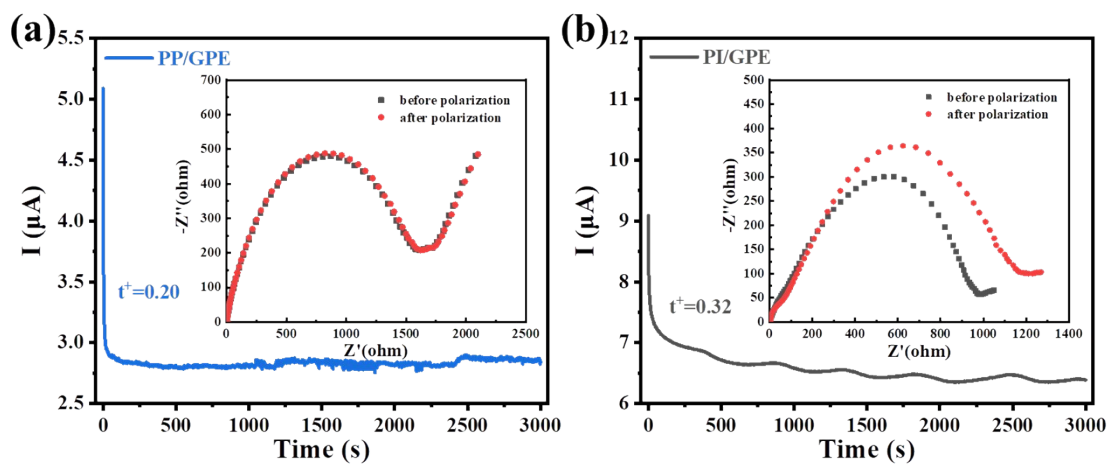 (a)
PP/GPE
5.5
5.0
4.5
4.0
3.5
3.0
2.5
I (μA)
0 500 1000 1500 2000 2500 3000
Time (s)
t+=0.20
700
600
500
400
300
200
100
0
-Z''(ohm)
0 500 1000 1500 2000 2500
Z'(ohm)
before polarization
after polarization
(b)
PI/GPE
12
11
10
9
8
7
6
I (μA)
0 500 1000 1500 2000 2500 3000
Time (s)
t+=0.32
500
450
400
350
300
250
200
150
100
50
0
-Z''(ohm)
0 200 400 600 800 1000 1200 1400
Z'(ohm)
before polarization
after polarization